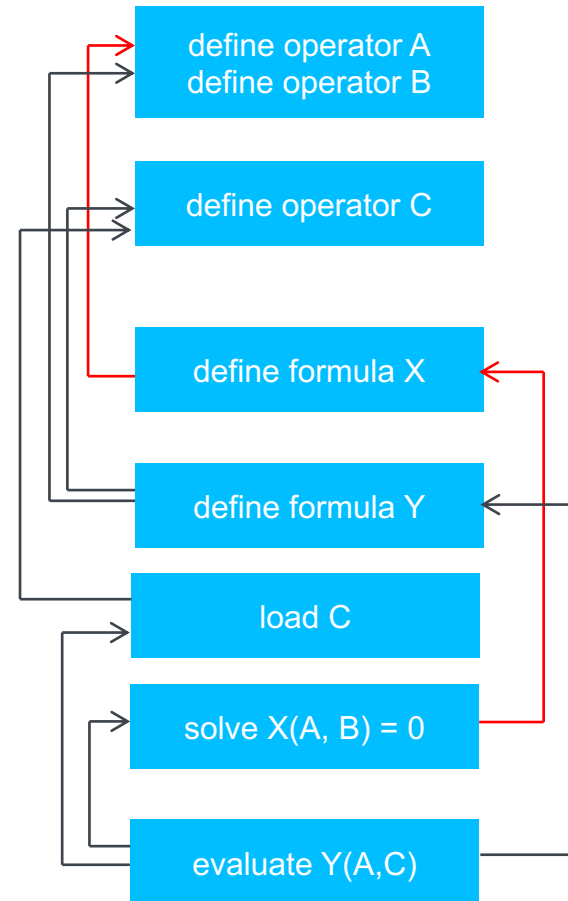 define operator A
define operator B
define operator C
define formula X
define formula Y
load C
solve X(A, B) = 0
evaluate Y(A,C)